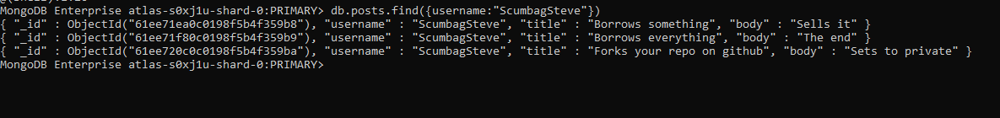 MongoDB Enterprise atlas-s0xj1u-shard-0:PRIMARY> db.posts.find({username:"ScumbagSteve"})
{ "_id" : ObjectId("61ee71ea0c0198f5b4f359b8"), "username" : "ScumbagSteve", "title" : "Borrows something", "body" : "Sells it" }
{ "_id" : ObjectId("61ee71f80c0198f5b4f359b9"), "username" : "ScumbagSteve", "title" : "Borrows everything", "body" : "The end" }
{ "_id" : ObjectId("61ee720c0c0198f5b4f359ba"), "username" : "ScumbagSteve", "title" : "Forks your repo on github", "body" : "Sets to private" }
MongoDB Enterprise atlas-s0xj1u-shard-0:PRIMARY>